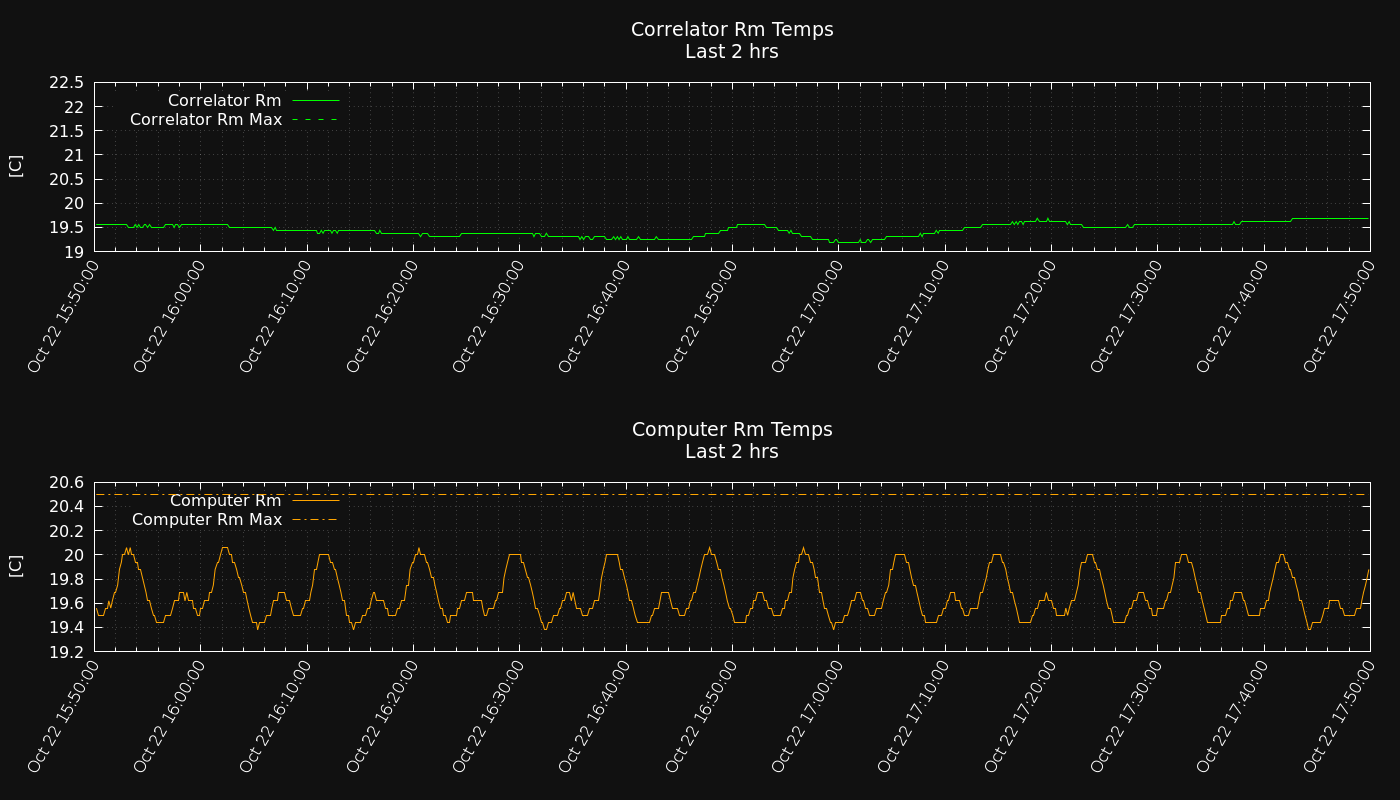 Correlator Rm Temps
Last 2 hrs
[C]
22.5
22
21.5
21
20.5
20
19.5
19
Correlator Rm
Correlator Rm Max
Oct 22 15:50:00
Oct 22 16:00:00
Oct 22 16:10:00
Oct 22 16:20:00
Oct 22 16:30:00
Oct 22 16:40:00
Oct 22 16:50:00
Oct 22 17:00:00
Oct 22 17:10:00
Oct 22 17:20:00
Oct 22 17:30:00
Oct 22 17:40:00
Oct 22 17:50:00
Computer Rm Temps
Last 2 hrs
[C]
20.6
20.4
20.2
20
19.8
19.6
19.4
19.2
Computer Rm
Computer Rm Max
Oct 22 15:50:00
Oct 22 16:00:00
Oct 22 16:10:00
Oct 22 16:20:00
Oct 22 16:30:00
Oct 22 16:40:00
Oct 22 16:50:00
Oct 22 17:00:00
Oct 22 17:10:00
Oct 22 17:20:00
Oct 22 17:30:00
Oct 22 17:40:00
Oct 22 17:50:00